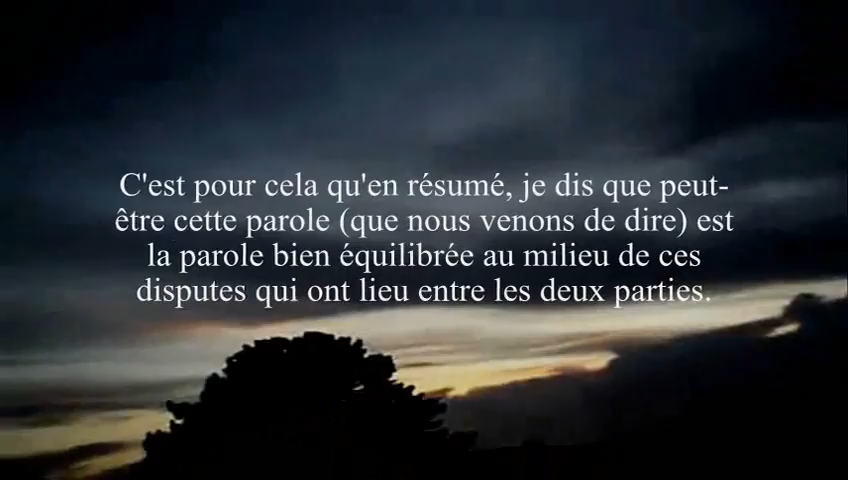 C'est pour cela qu'en résumé, je dis que peut-
être cette parole (que nous venons de dire) est
la parole bien équilibrée au milieu de ces
disputes qui ont lieu entre les deux parties.